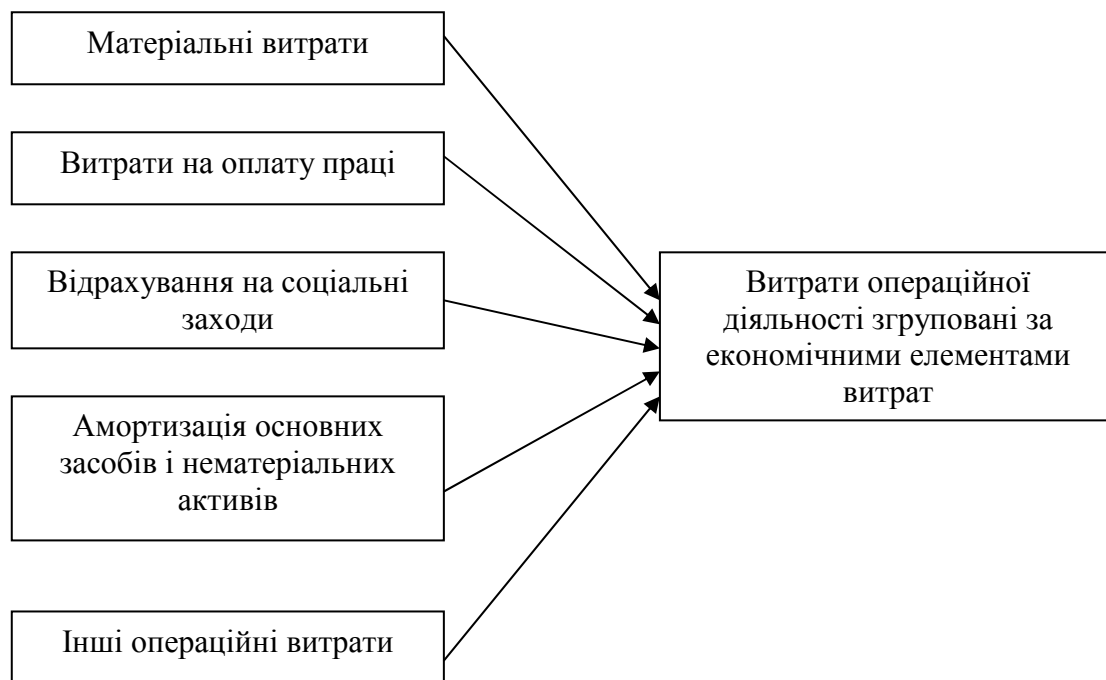 Матеріальні витрати
Витрати на оплату праці
Відрахування на соціальні
заходи
Амортизація основних
засобів і нематеріальних
активів
Інші операційні витрати
Витрати операційної
діяльності згруповані за
економічними елементами
витрат